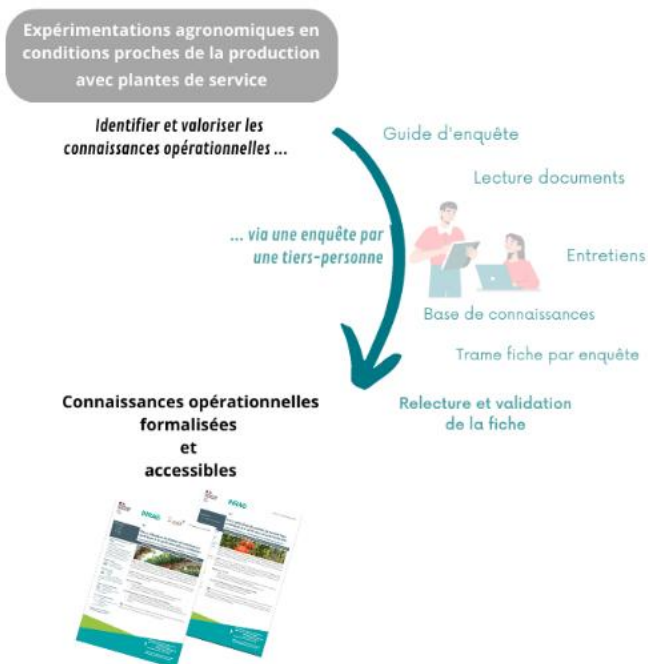 Expérimentations agronomiques en
conditions proches de la production
avec plantes de service
Identifier et valoriser les
connaissances opérationnelles ...
Guide d'enquête
Lecture documents
... via une enquête par
une tiers-personne
Entretiens
Base de connaissances
Trame fiche par enquête
Connaissances opérationnelles
formalisées
et
accessibles
Relecture et validation
de la fiche
INRAE
INRAE